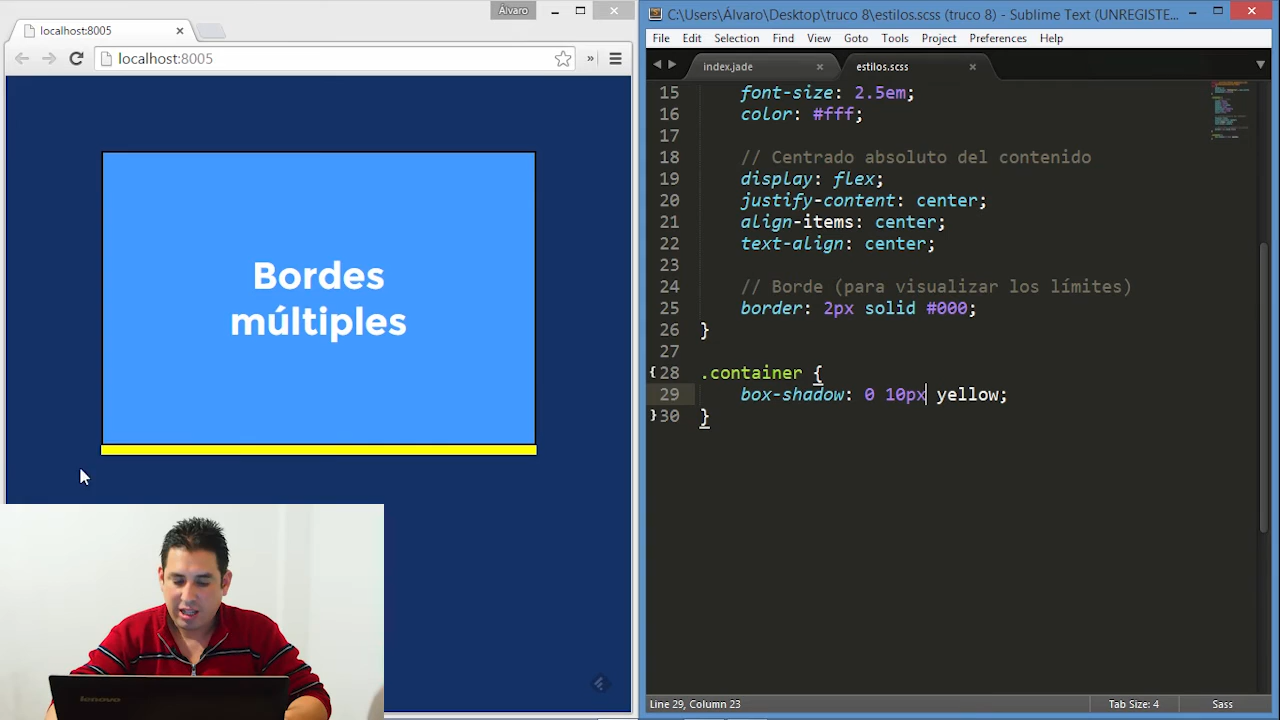 Álvaro
localhost:8005
localhost:8005
»
Bordes
múltiples
C:\Users\Álvaro\Desktop\truco 8\estilos.scss (truco 8) - Sublime Text (UNREGISTE...
File Edit Selection Find View Goto Tools Project Preferences Help
index.jade estilos.scss
15 font-size: 2.5em;
16 color: #fff;
17
18 // Centrado absoluto del contenido
19 display: flex;
20 justify-content: center;
21 align-items: center;
22 text-align: center;
23
24 // Borde (para visualizar los límites)
25 border: 2px solid #000;
26 }
27
28 .container {
29 box-shadow: 0 10px yellow;
30 }
Line 29, Column 23 Tab Size: 4 Sass